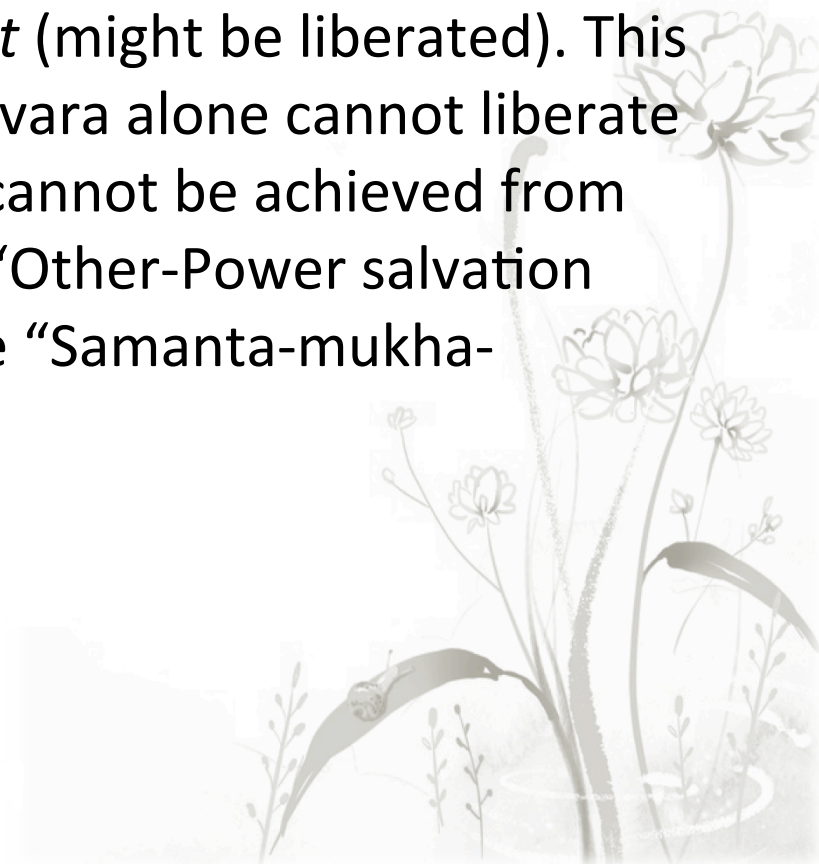 t (might be liberated). This
vara alone cannot liberate
cannot be achieved from
“Other-Power salvation
e “Samanta-mukha-